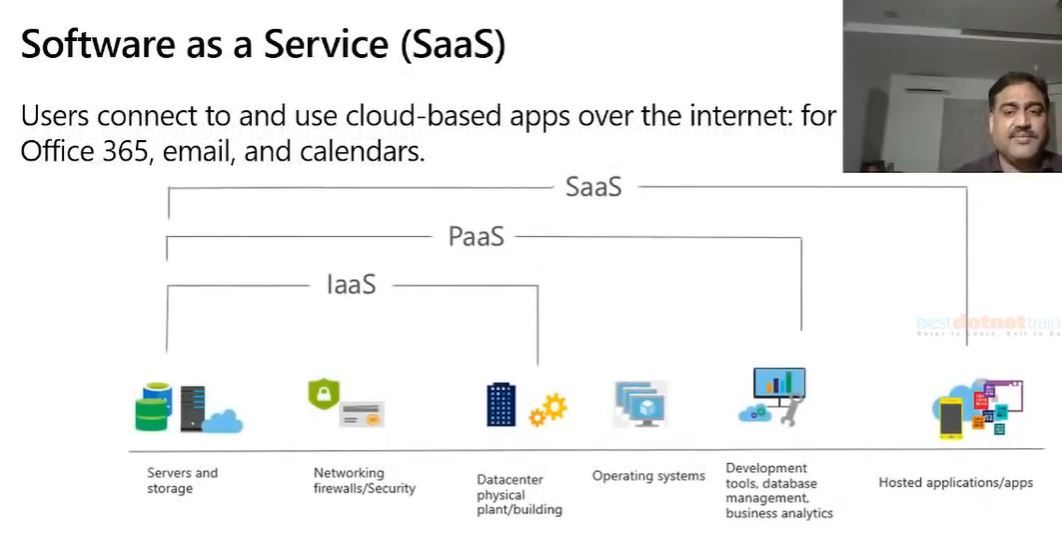 Software as a Service (SaaS)
Users connect to and use cloud-based apps over the internet: for
Office 365, email, and calendars.
SaaS
PaaS
IaaS
bestdotnettrain
Servers and
storage
Networking
firewalls/Security
Datacenter
physical
plant/building
Operating systems
Development
tools, database
management,
business analytics
Hosted applications/apps